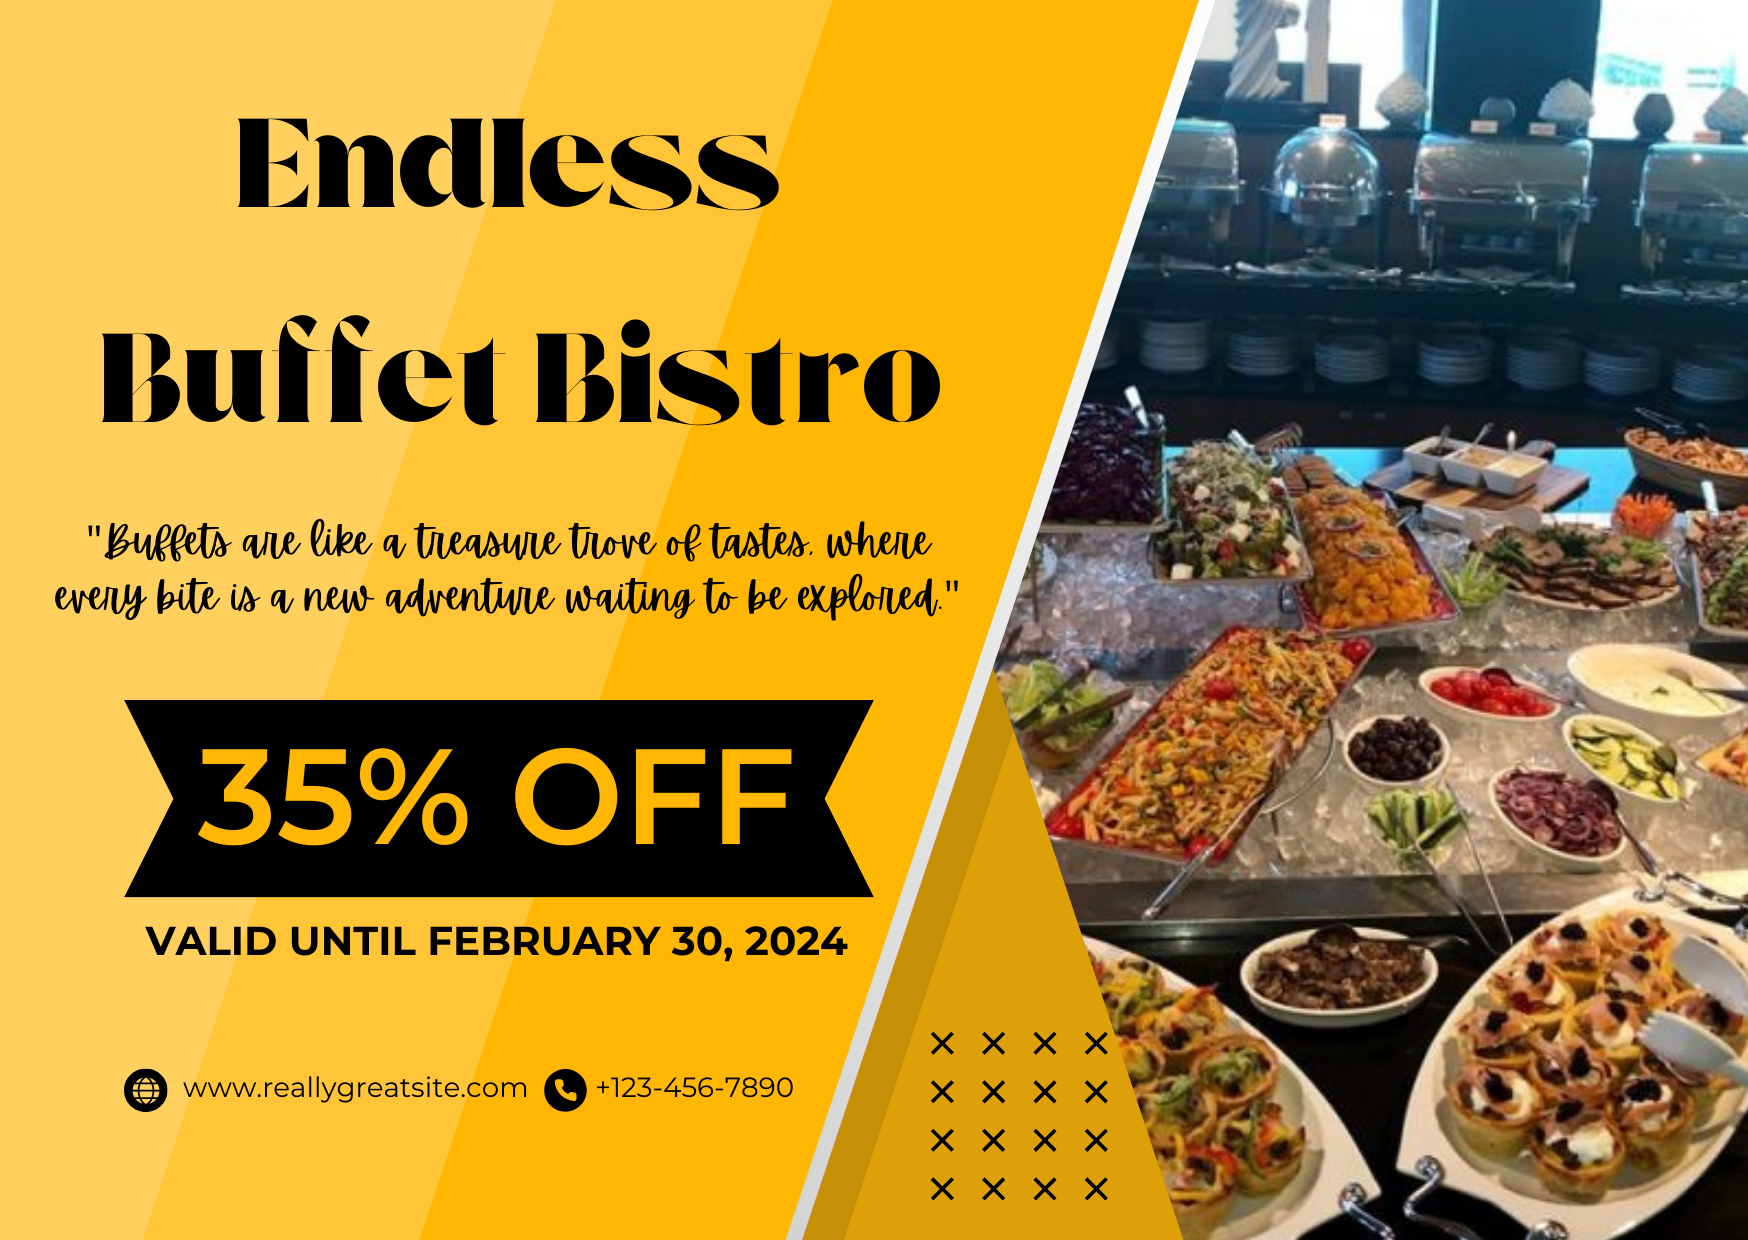 Endless
Buffet Bistro
"Buffets are like a treasure trove of tastes, where
every bite is a new adventure waiting to be explored."
35% OFF
VALID UNTIL FEBRUARY 30, 2024
www.reallygreatsite.com +123-456-7890